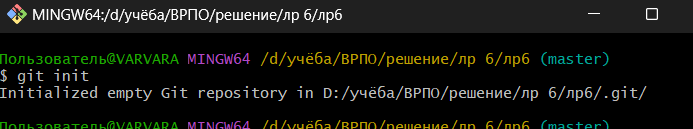 MINGW64:/d/учёба/ВРПО/решение/лр 6/лр6
Пользователь@VARVARA MINGW64 /d/учёба/ВРПО/решение/лр 6/лр6 (master)
$ git init
Initialized empty Git repository in D:/учёба/ВРПО/решение/лр 6/лр6/.git/
Пользователь@VARVARA MINGW64 /d/учёба/ВРПО/решение/лр 6/лр6 (master)